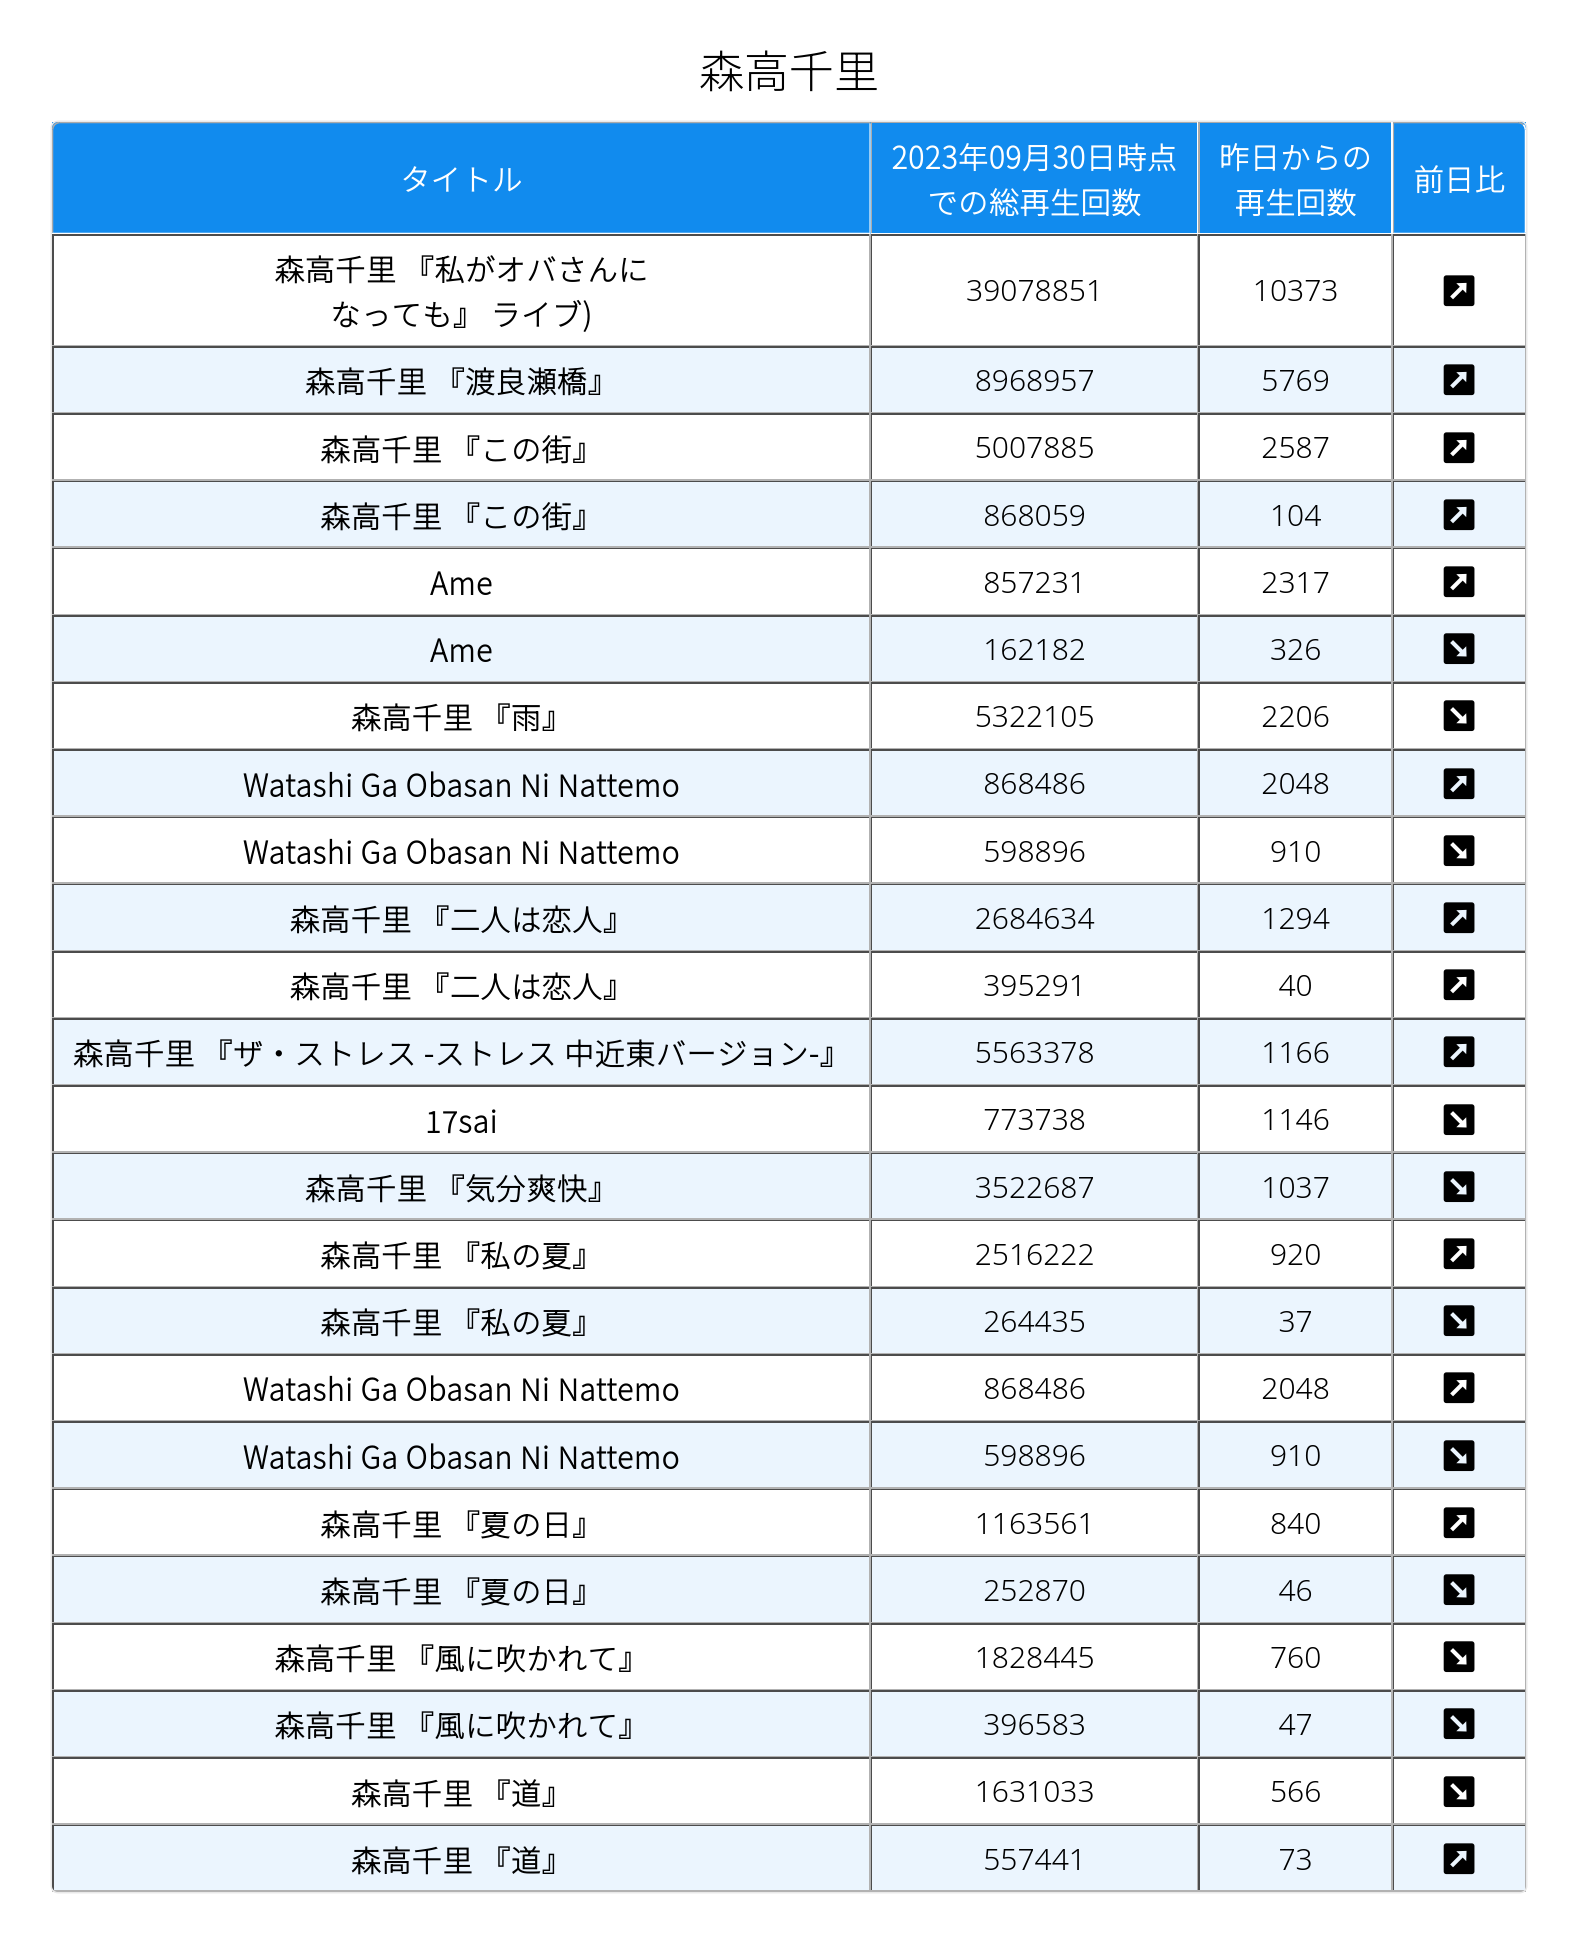 森高千里
タイトル
2023年09月30日時点
での総再生回数
昨日からの
再生回数
前日比
森高千里 『私がオバさんに
なっても』 ライブ)
39078851 10373
森高千里 『渡良瀬橋』 8968957 5769
森高千里 『この街』 5007885 2587
森高千里 『この街』 868059 104
Ame 857231 2317
Ame 162182 326
森高千里 『雨』 5322105 2206
Watashi Ga Obasan Ni Nattemo 868486 2048
Watashi Ga Obasan Ni Nattemo 598896 910
森高千里 『二人は恋人』 2684634 1294
森高千里 『二人は恋人』 395291 40
森高千里 『ザ・ストレス -ストレス 中近東バージョン-』 5563378 1166
17sai 773738 1146
森高千里 『気分爽快』 3522687 1037
森高千里 『私の夏』 2516222 920
森高千里 『私の夏』 264435 37
Watashi Ga Obasan Ni Nattemo 868486 2048
Watashi Ga Obasan Ni Nattemo 598896 910
森高千里 『夏の日』 1163561 840
森高千里 『夏の日』 252870 46
森高千里 『風に吹かれて』 1828445 760
森高千里 『風に吹かれて』 396583 47
森高千里 『道』 1631033 566
森高千里 『道』 557441 73